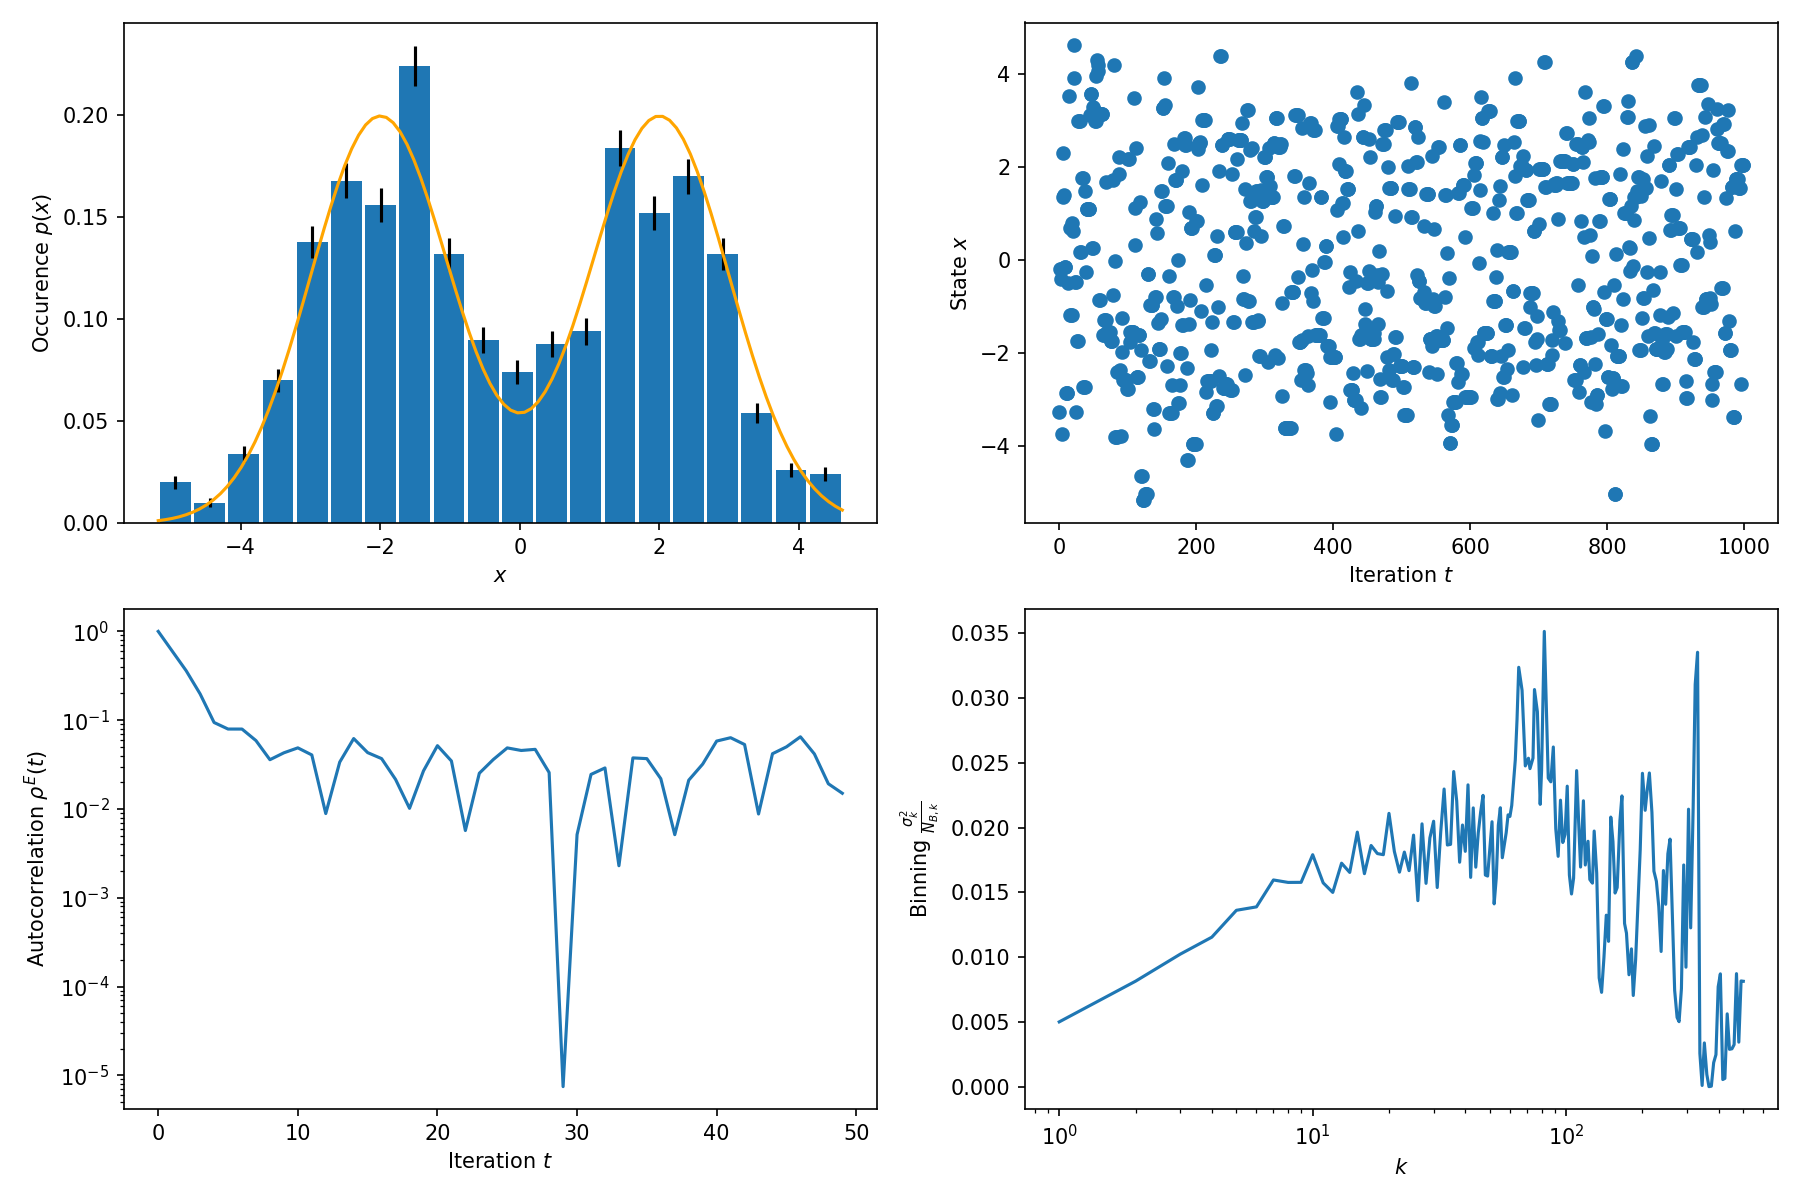 Occurence p(x)
0.20
0.15
0.10
0.05
0.00
−4 −2 0 2 4
x
State x
4
2
0
−2
−4
0 200 400 600 800 1000
Iteration t
Autocorrelation ρ^E(t)
10^0
10^−1
10^−2
10^−3
10^−4
10^−5
0 10 20 30 40 50
Iteration t
Binning σ_k^2/N_{B,k}
0.035
0.030
0.025
0.020
0.015
0.010
0.005
0.000
10^0 10^1 10^2
k